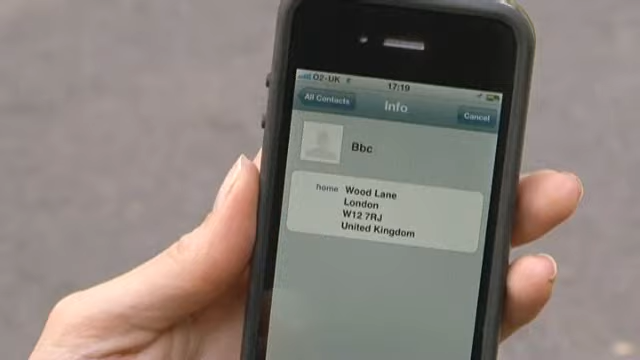 O2-UK
17:19
All Contacts
Info
Cancel
Bbc
home Wood Lane
London
W12 7RJ
United Kingdom